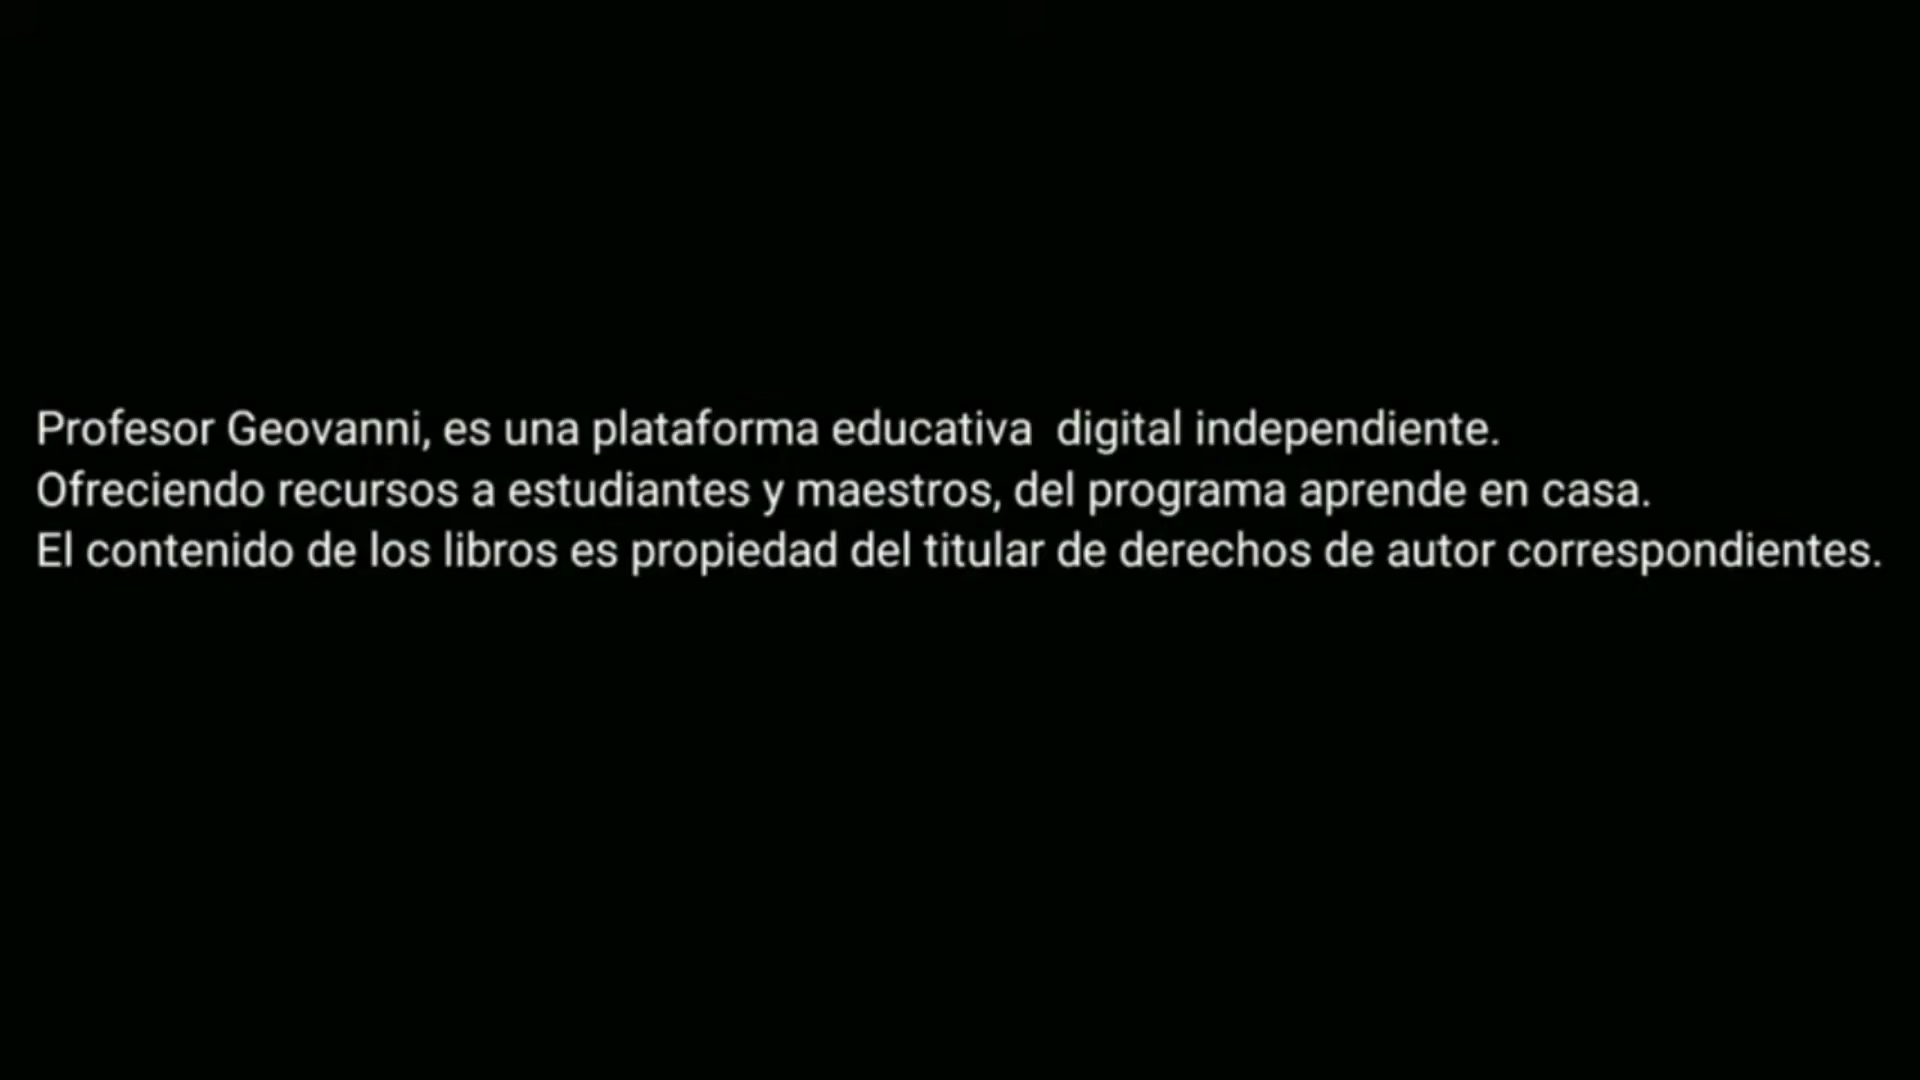 Profesor Geovanni, es una plataforma educativa  digital independiente.
Ofreciendo recursos a estudiantes y maestros, del programa aprende en casa.
El contenido de los libros es propiedad del titular de derechos de autor correspondientes.